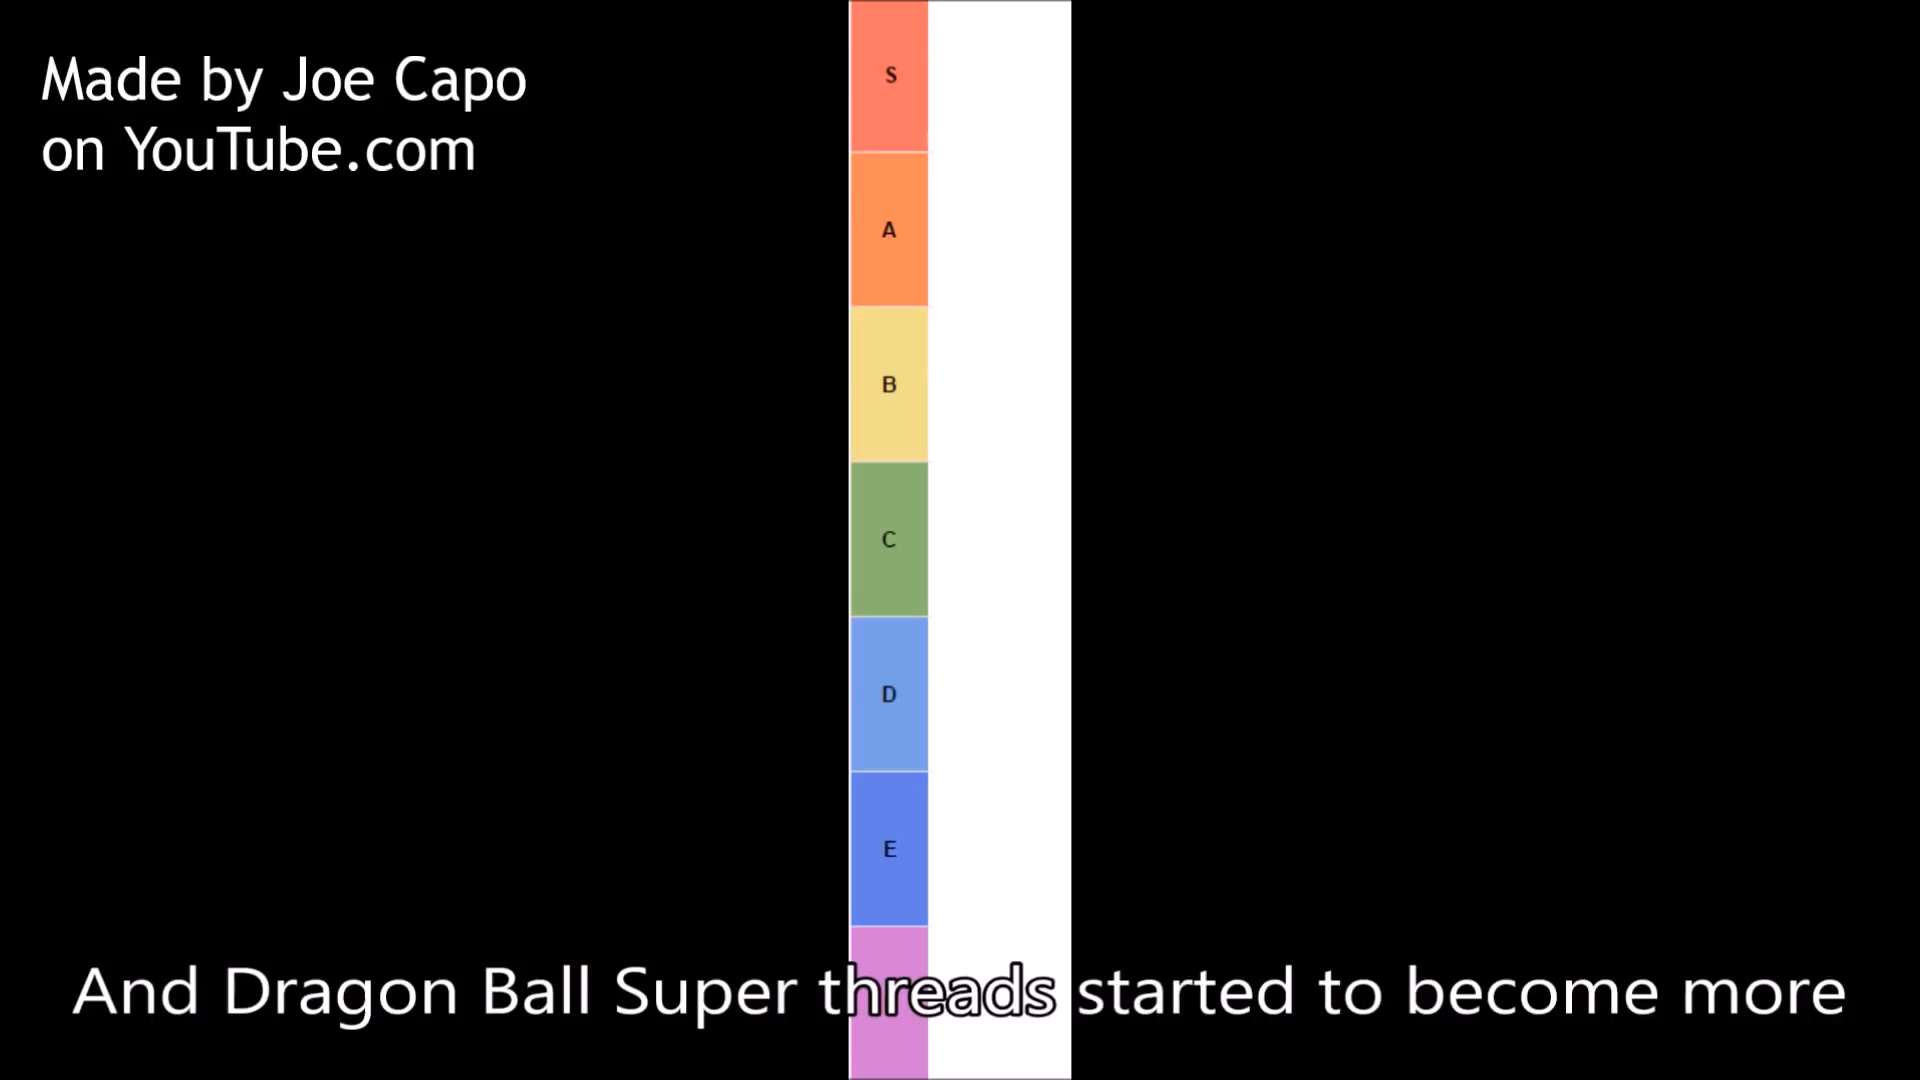 Made by Joe Capo
on YouTube.com
S
A
B
C
D
E
And Dragon Ball Super threads started to become more